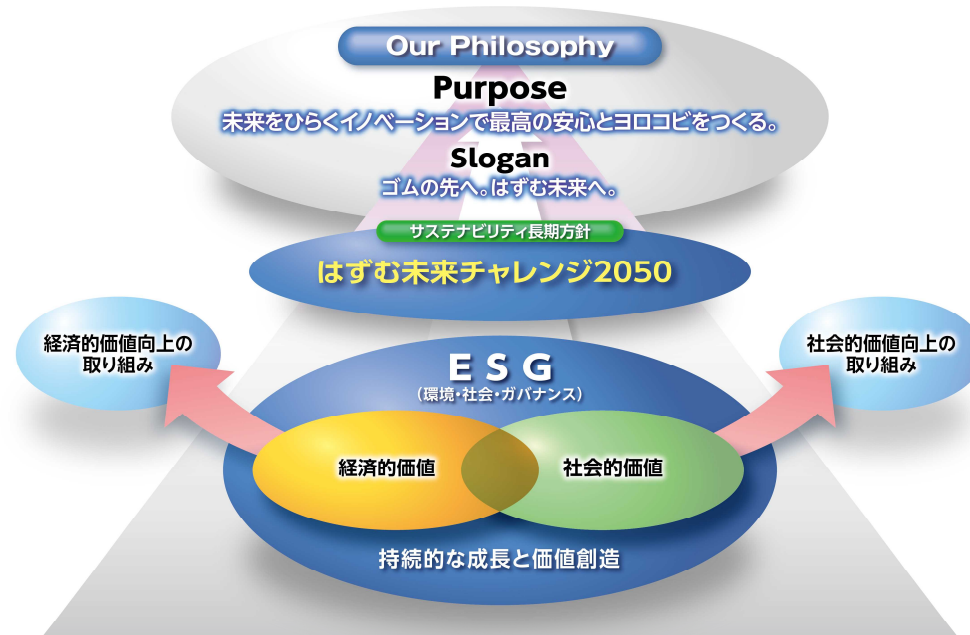 Our Philosophy
Purpose
未来をひらくイノベーションで最高の安心とヨロコビをつくる。
Slogan
ゴムの先へ。はずむ未来へ。
サステナビリティ長期方針
はずむ未来チャレンジ2050
経済的価値向上の
取り組み
社会的価値向上の
取り組み
ESG
(環境・社会・ガバナンス)
経済的価値
社会的価値
持続的な成長と価値創造